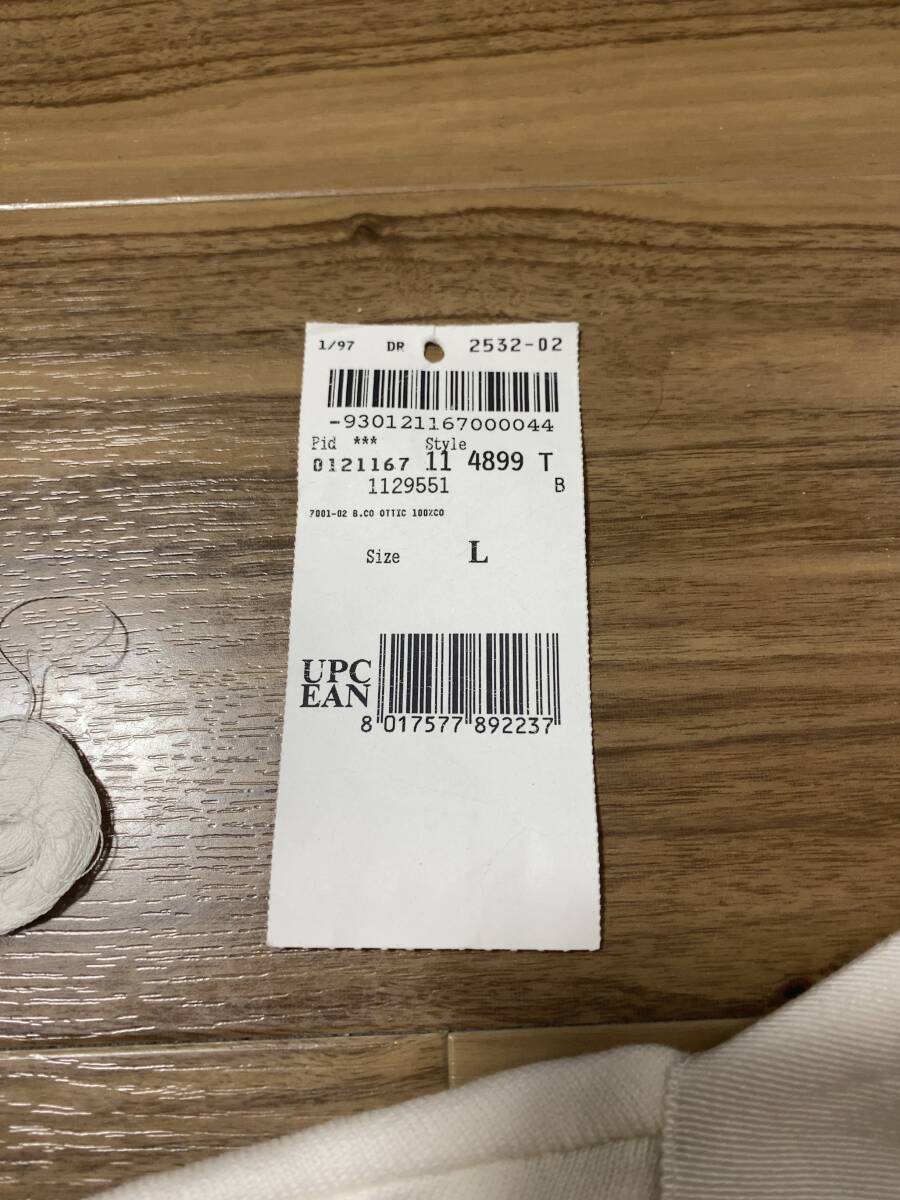 1/97 DR 2532-02
-930121167000044
Pid *** Style
0121167 11 4899 T
1129551 B
7001-02 B.CO OTTIC 100%CO
Size L
UPC
EAN
8 017577 892237